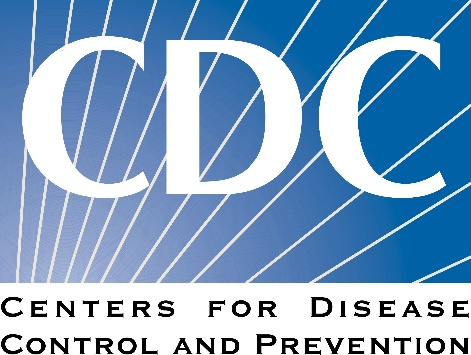 CDC
CENTERS FOR DISEASE
CONTROL AND PREVENTION